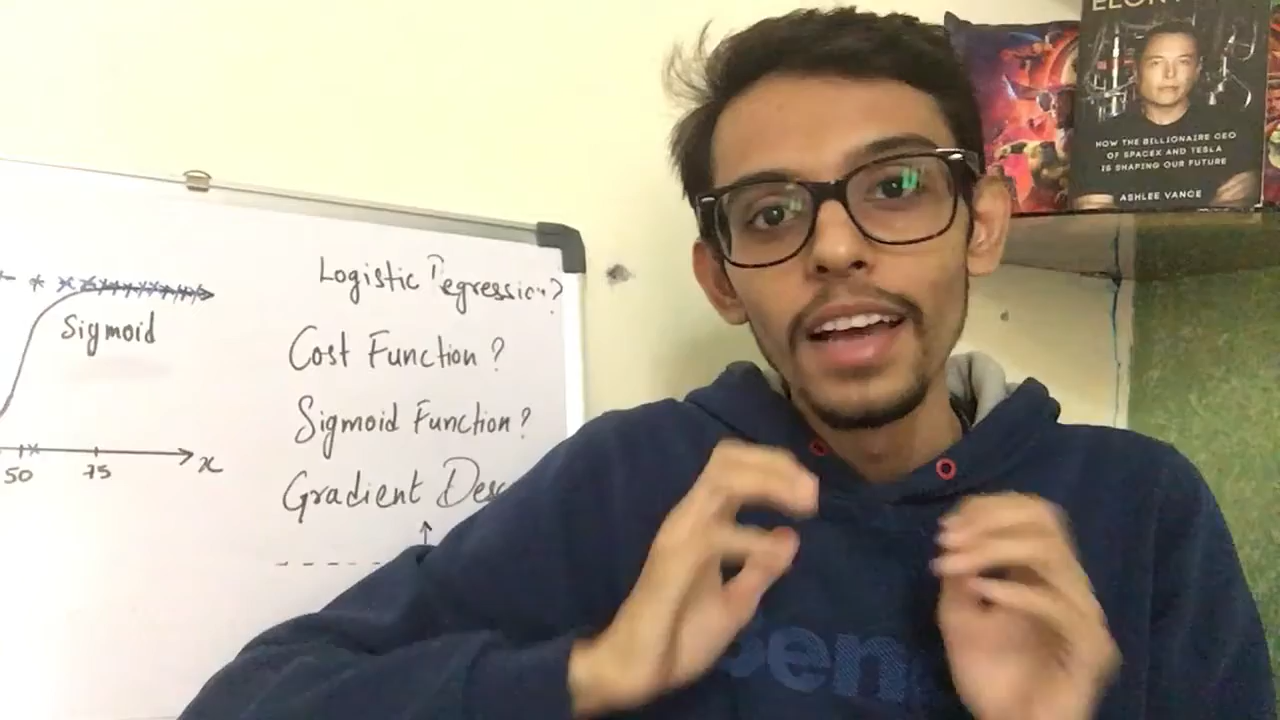 Logistic Regression?
Sigmoid
Cost Function ?
Sigmoid Function ?
Gradient Desc
50 75 x
HOW THE BILLIONAIRE CEO
OF SPACEX AND TESLA
IS SHAPING OUR FUTURE
ASHLEE VANCE